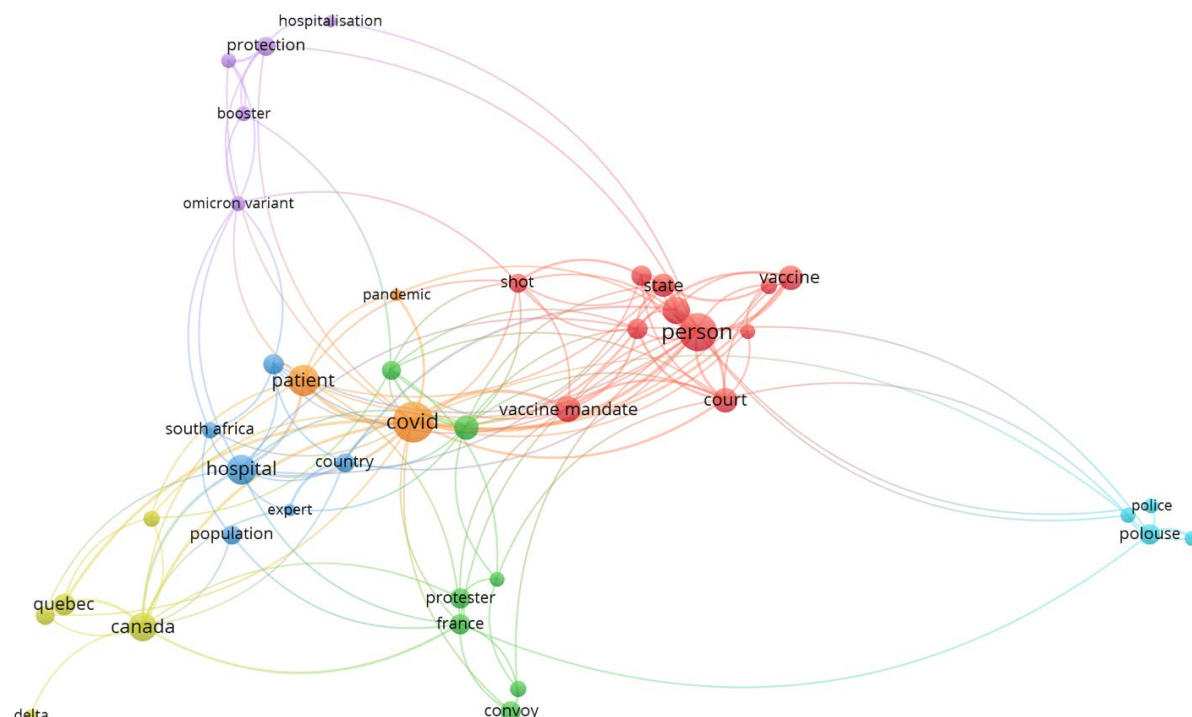 hospitalisation
protection
booster
omicron variant
shot
state
vaccine
pandemic
person
patient
court
vaccine mandate
covid
south africa
country
hospital
expert
police
population
polouse
protester
quebec
france
canada
convoy
delta